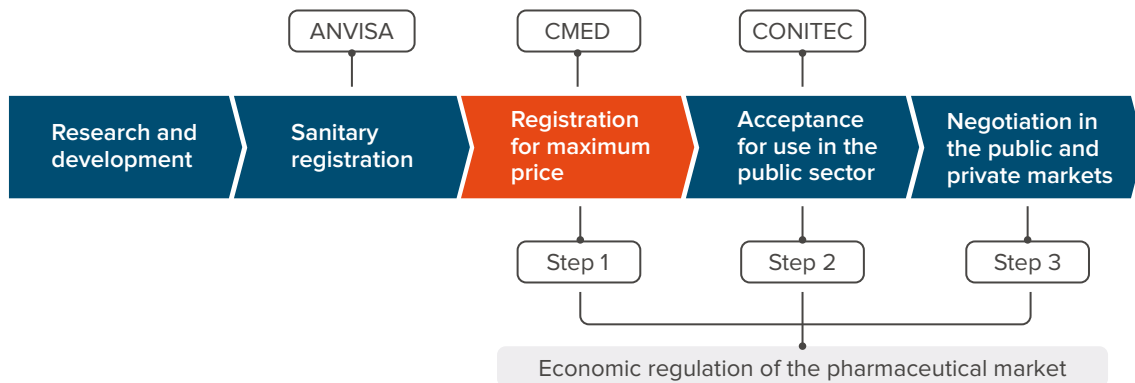 ANVISA
CMED
CONITEC
Research and
development
Sanitary
registration
Registration
for maximum
price
Acceptance
for use in the
public sector
Negotiation in
the public and
private markets
Step 1
Step 2
Step 3
Economic regulation of the pharmaceutical market